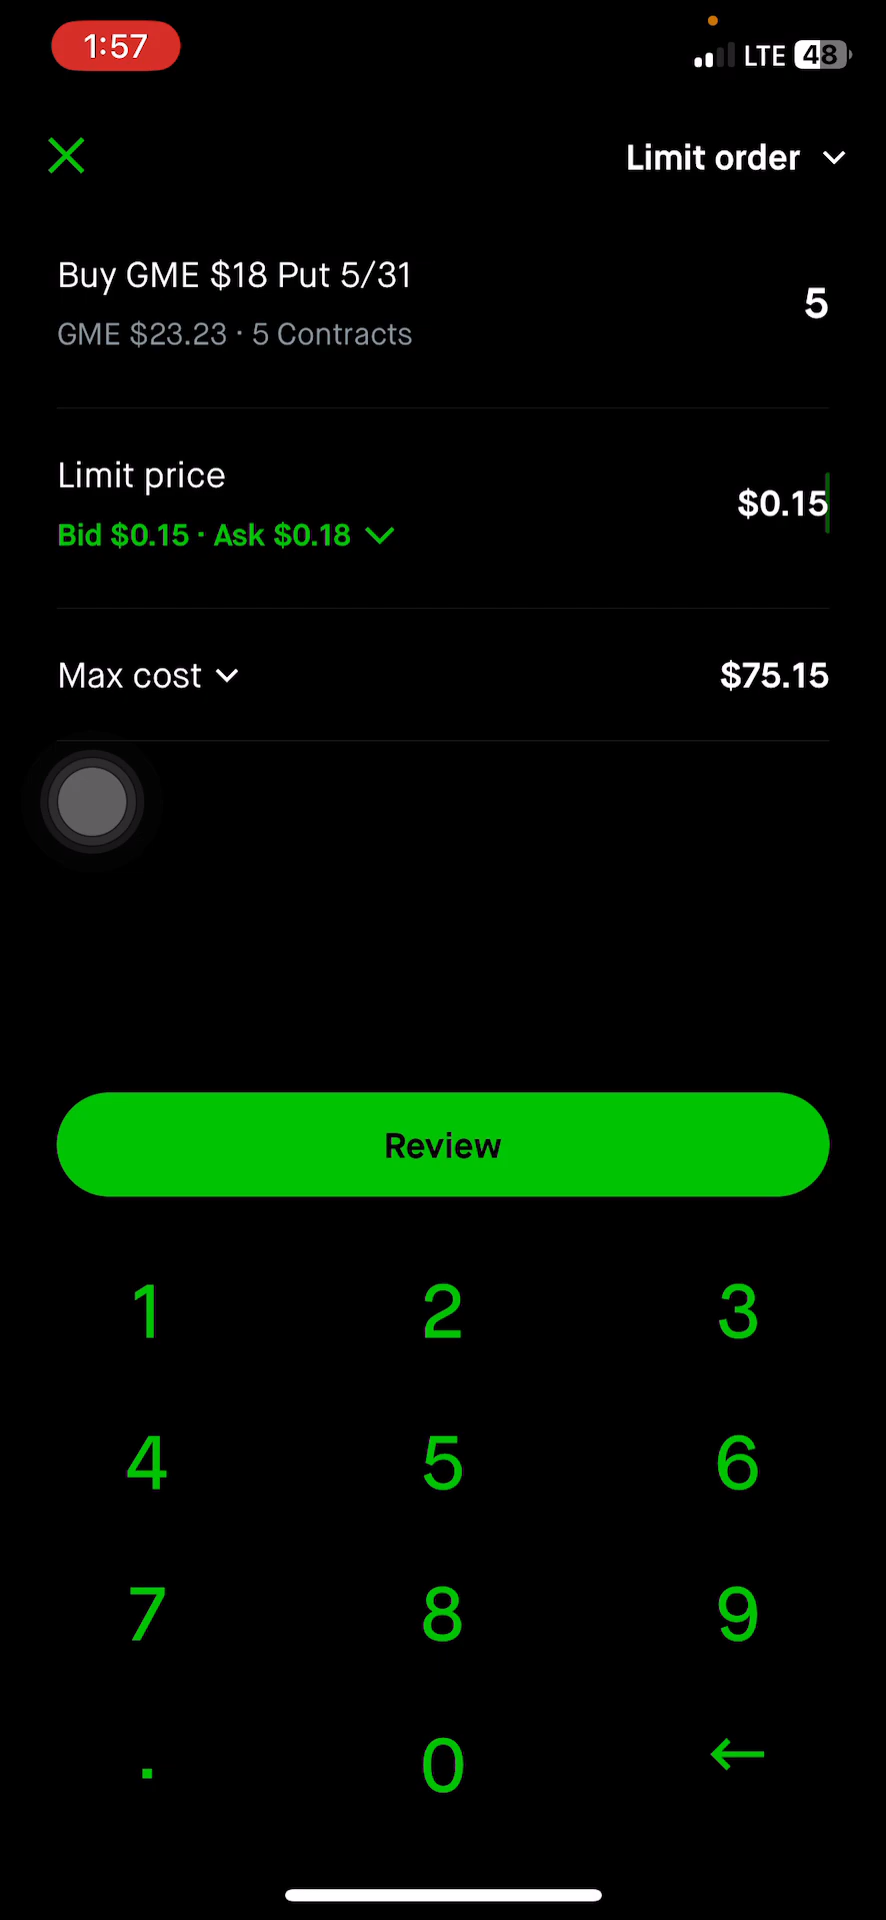 1:57
LTE 48
Limit order
Buy GME $18 Put 5/31
5
GME $23.23 · 5 Contracts
Limit price
$0.15
Bid $0.15 · Ask $0.18
Max cost
$75.15
Review
1 2 3
4 5 6
7 8 9
. 0